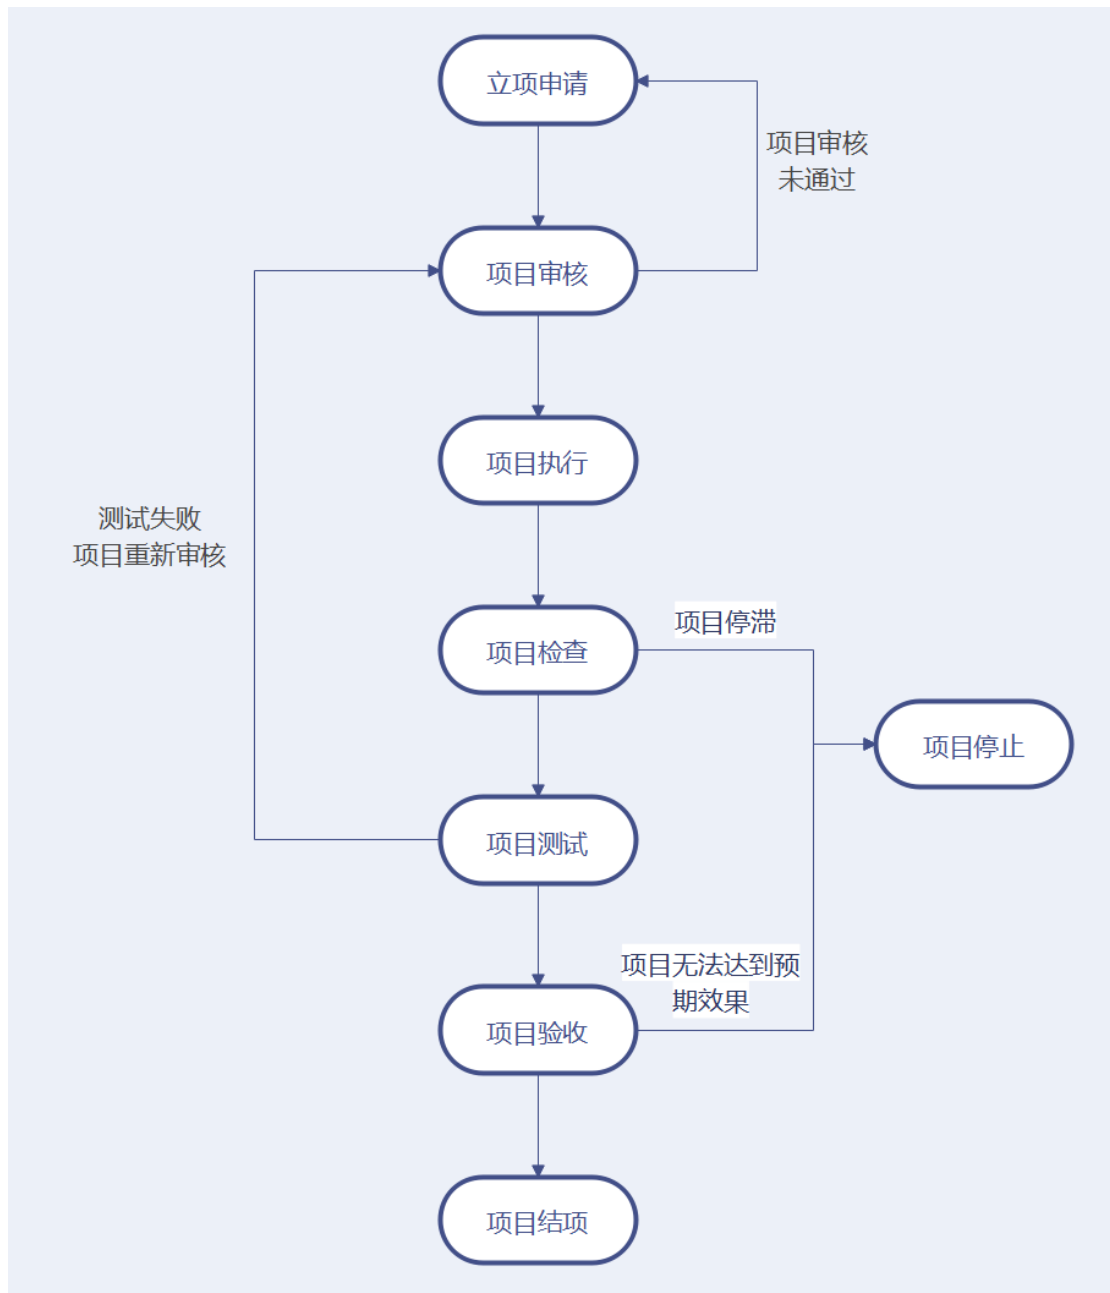 立项申请
项目审核
未通过
项目审核
项目执行
测试失败
项目重新审核
项目停滞
项目检查
项目停止
项目测试
项目无法达到预
期效果
项目验收
项目结项